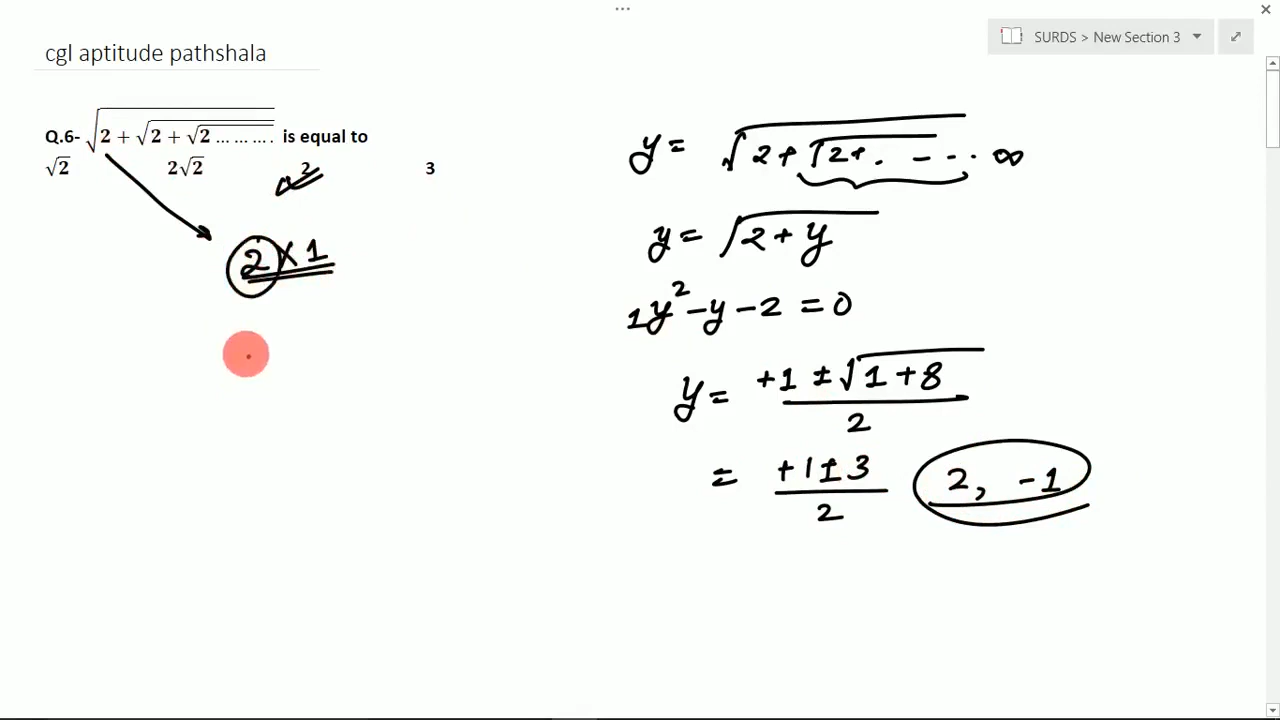 SURDS > New Section 3
cgl aptitude pathshala
Q.6- √(2 + √(2 + √2 ... ... ... . is equal to
√2 2√2 2 3
2 × 1
y = √(2 + √(2 + . - - - . . ∞
y = √(2 + y
1y² - y - 2 = 0
y = +1 ± √(1 + 8) / 2
= +1 ± 3 / 2 2, -1